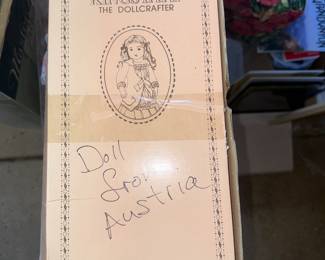 THE DOLLCRAFTER
Doll
from
Austria